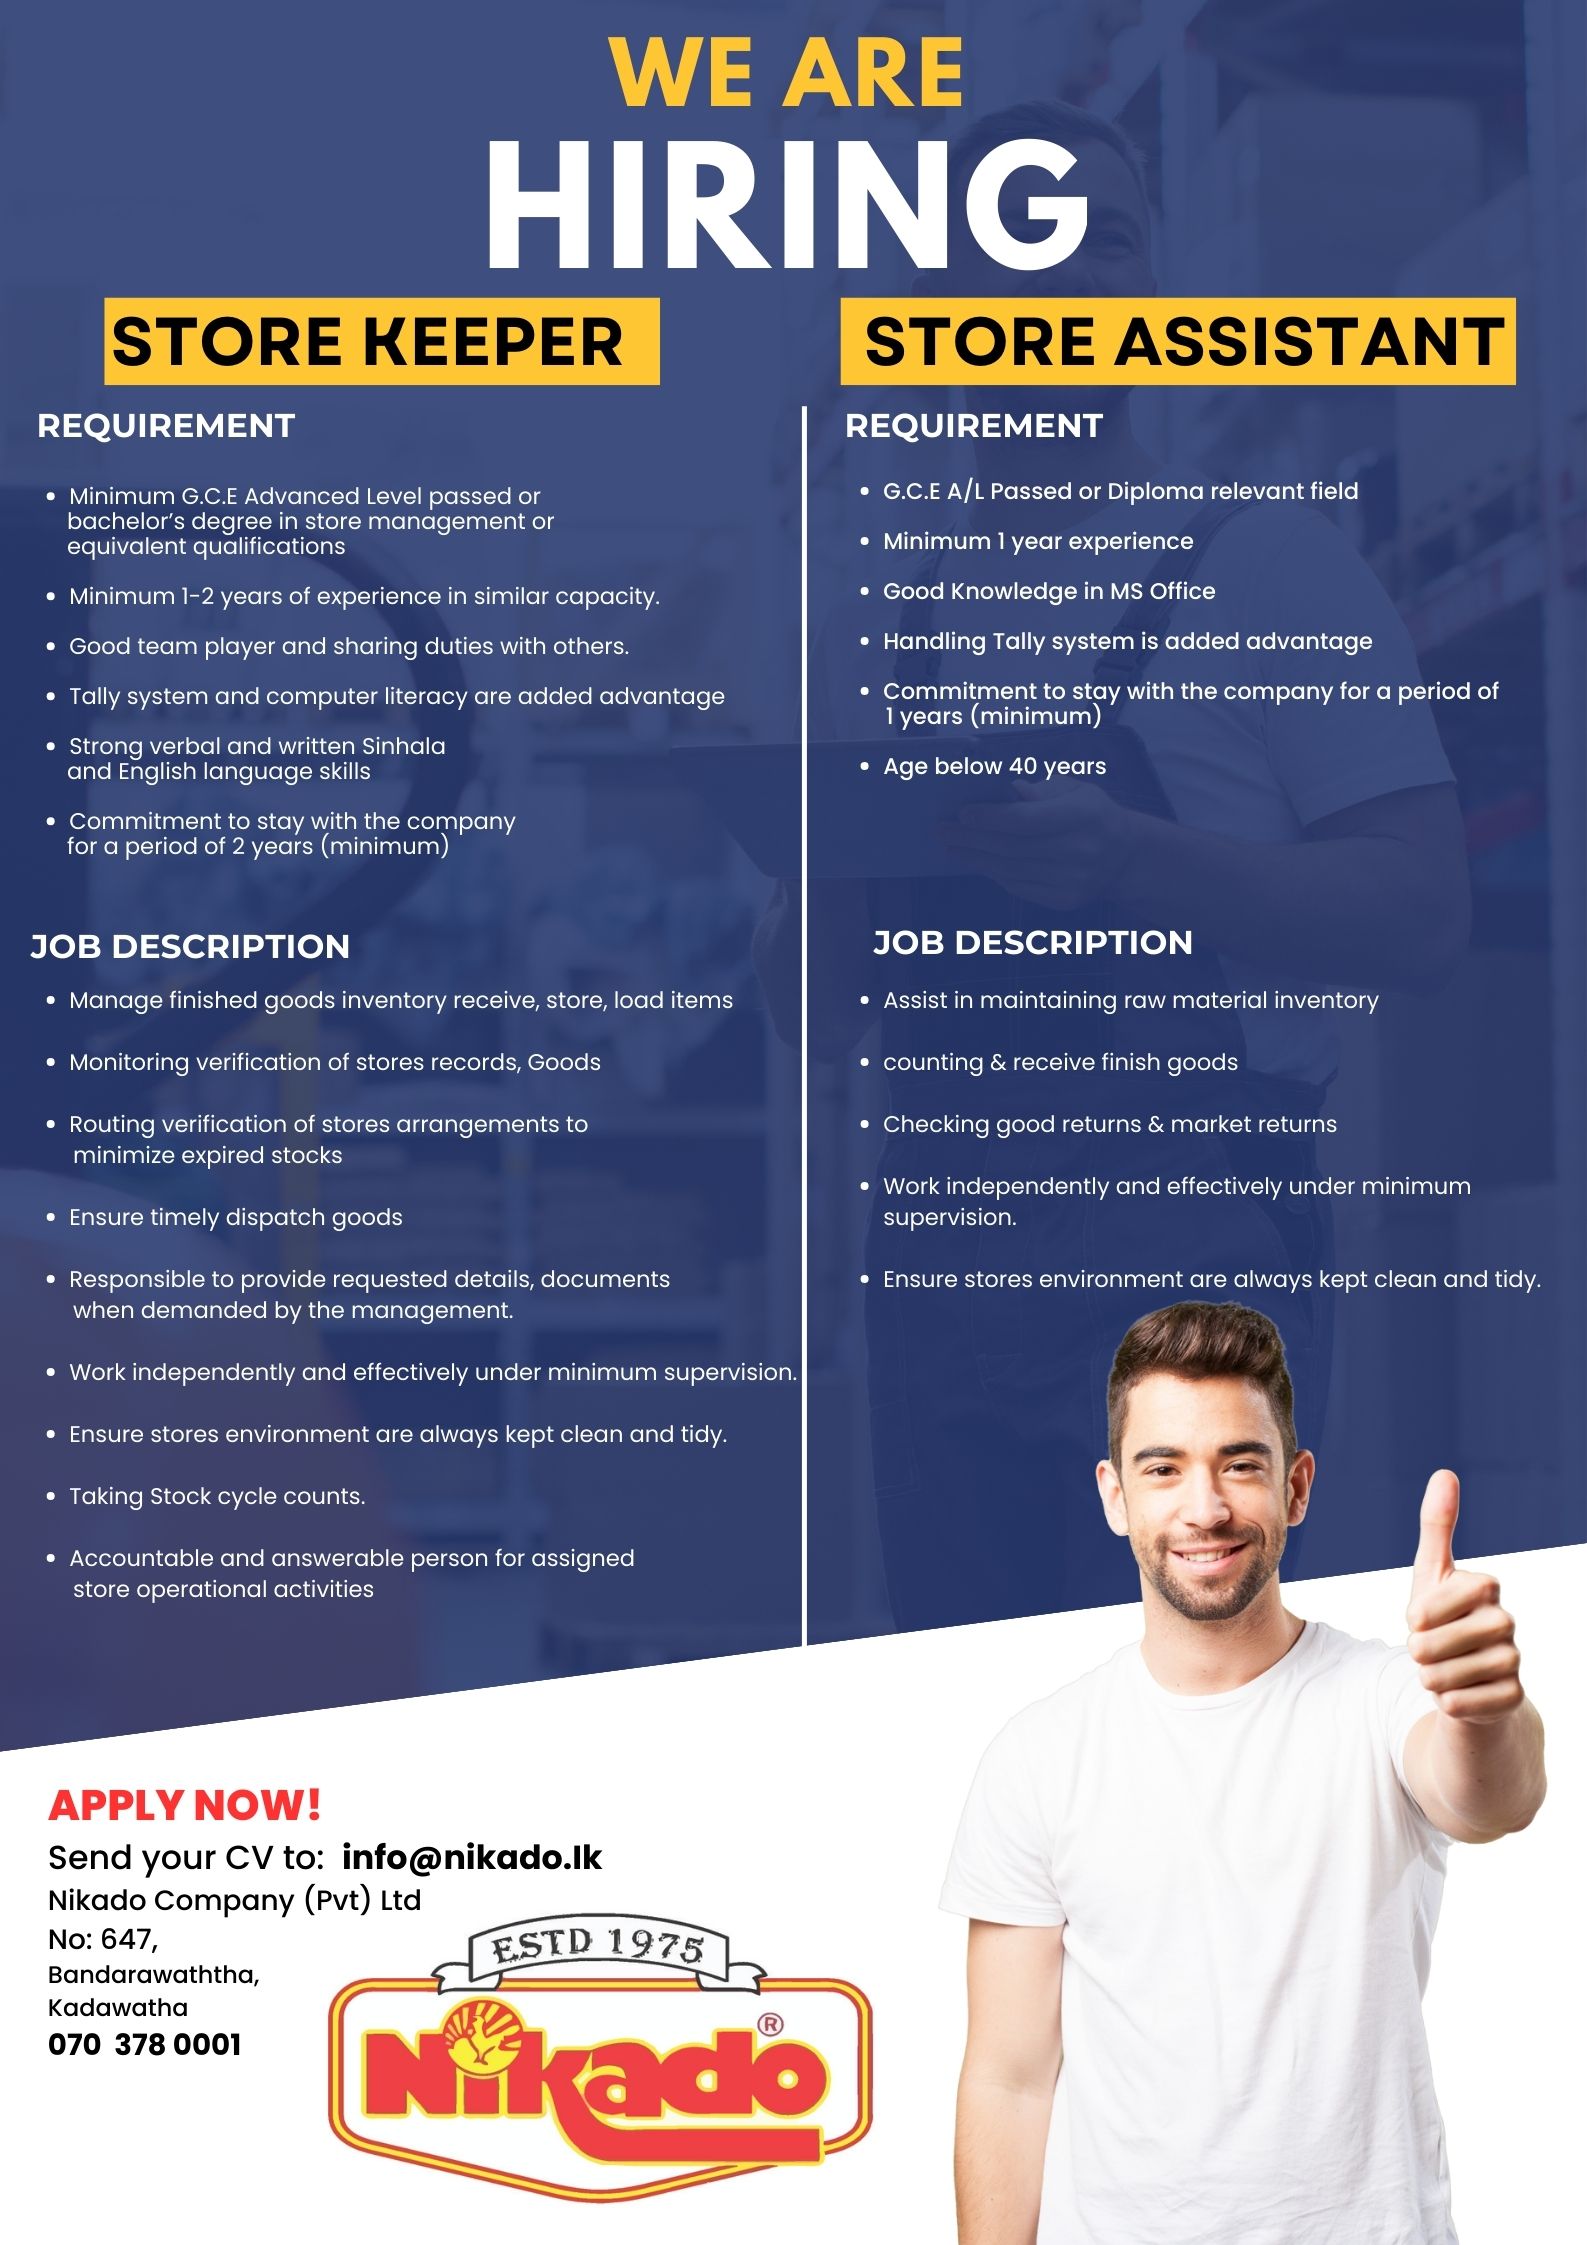 WE ARE
HIRING
STORE KEEPER
REQUIREMENT
• Minimum G.C.E Advanced Level passed or
bachelor's degree in store management or
equivalent qualifications
• Minimum 1-2 years of experience in similar capacity.
• Good team player and sharing duties with others.
• Tally system and computer literacy are added advantage
• Strong verbal and written Sinhala
and English language skills
• Commitment to stay with the company
for a period of 2 years (minimum)
JOB DESCRIPTION
• Manage finished goods inventory receive, store, load items
• Monitoring verification of stores records, Goods
• Routing verification of stores arrangements to
minimize expired stocks
• Ensure timely dispatch goods
• Responsible to provide requested details, documents
when demanded by the management.
• Work independently and effectively under minimum supervision.
• Ensure stores environment are always kept clean and tidy.
• Taking Stock cycle counts.
• Accountable and answerable person for assigned
store operational activities
STORE ASSISTANT
REQUIREMENT
• G.C.E A/L Passed or Diploma relevant field
• Minimum 1 year experience
• Good Knowledge in MS Office
• Handling Tally system is added advantage
• Commitment to stay with the company for a period of
1 years (minimum)
• Age below 40 years
JOB DESCRIPTION
• Assist in maintaining raw material inventory
• counting & receive finish goods
• Checking good returns & market returns
• Work independently and effectively under minimum
supervision.
• Ensure stores environment are always kept clean and tidy.
APPLY NOW!
Send your CV to: info@nikado.lk
Nikado Company (Pvt) Ltd
No: 647,
Bandarawaththa,
Kadawatha
070 378 0001
ESTD 1975
Nikado ®